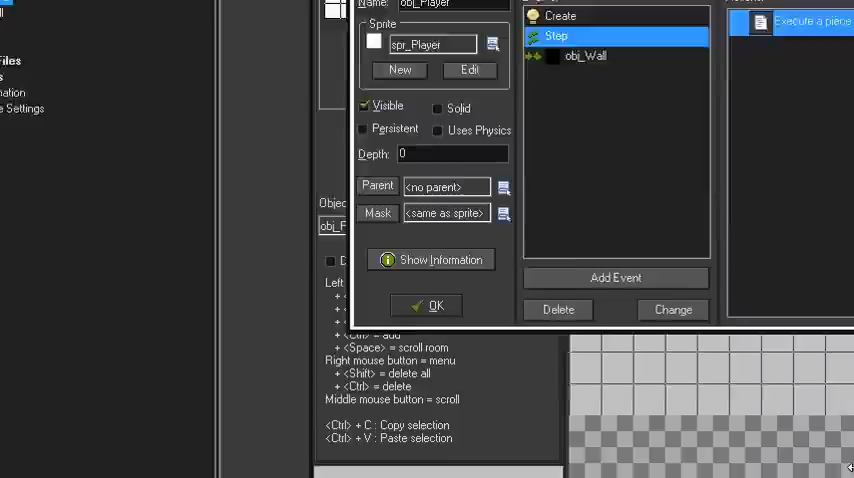 Name: obj_Player
Sprite
spr_Player
New Edit
Visible Solid
Persistent Uses Physics
Depth: 0
Parent <no parent>
Mask <same as sprite>
Show Information
OK
Create
Step
obj_Wall
Add Event
Delete Change
Execute a piece
Files
s
mation
e Settings
Objec
obj_F
D
Left
+ <Ctrl> = add
+ <Space> = scroll room
Right mouse button = menu
+ <Shift> = delete all
+ <Ctrl> = delete
Middle mouse button = scroll
<Ctrl> + C : Copy selection
<Ctrl> + V : Paste selection